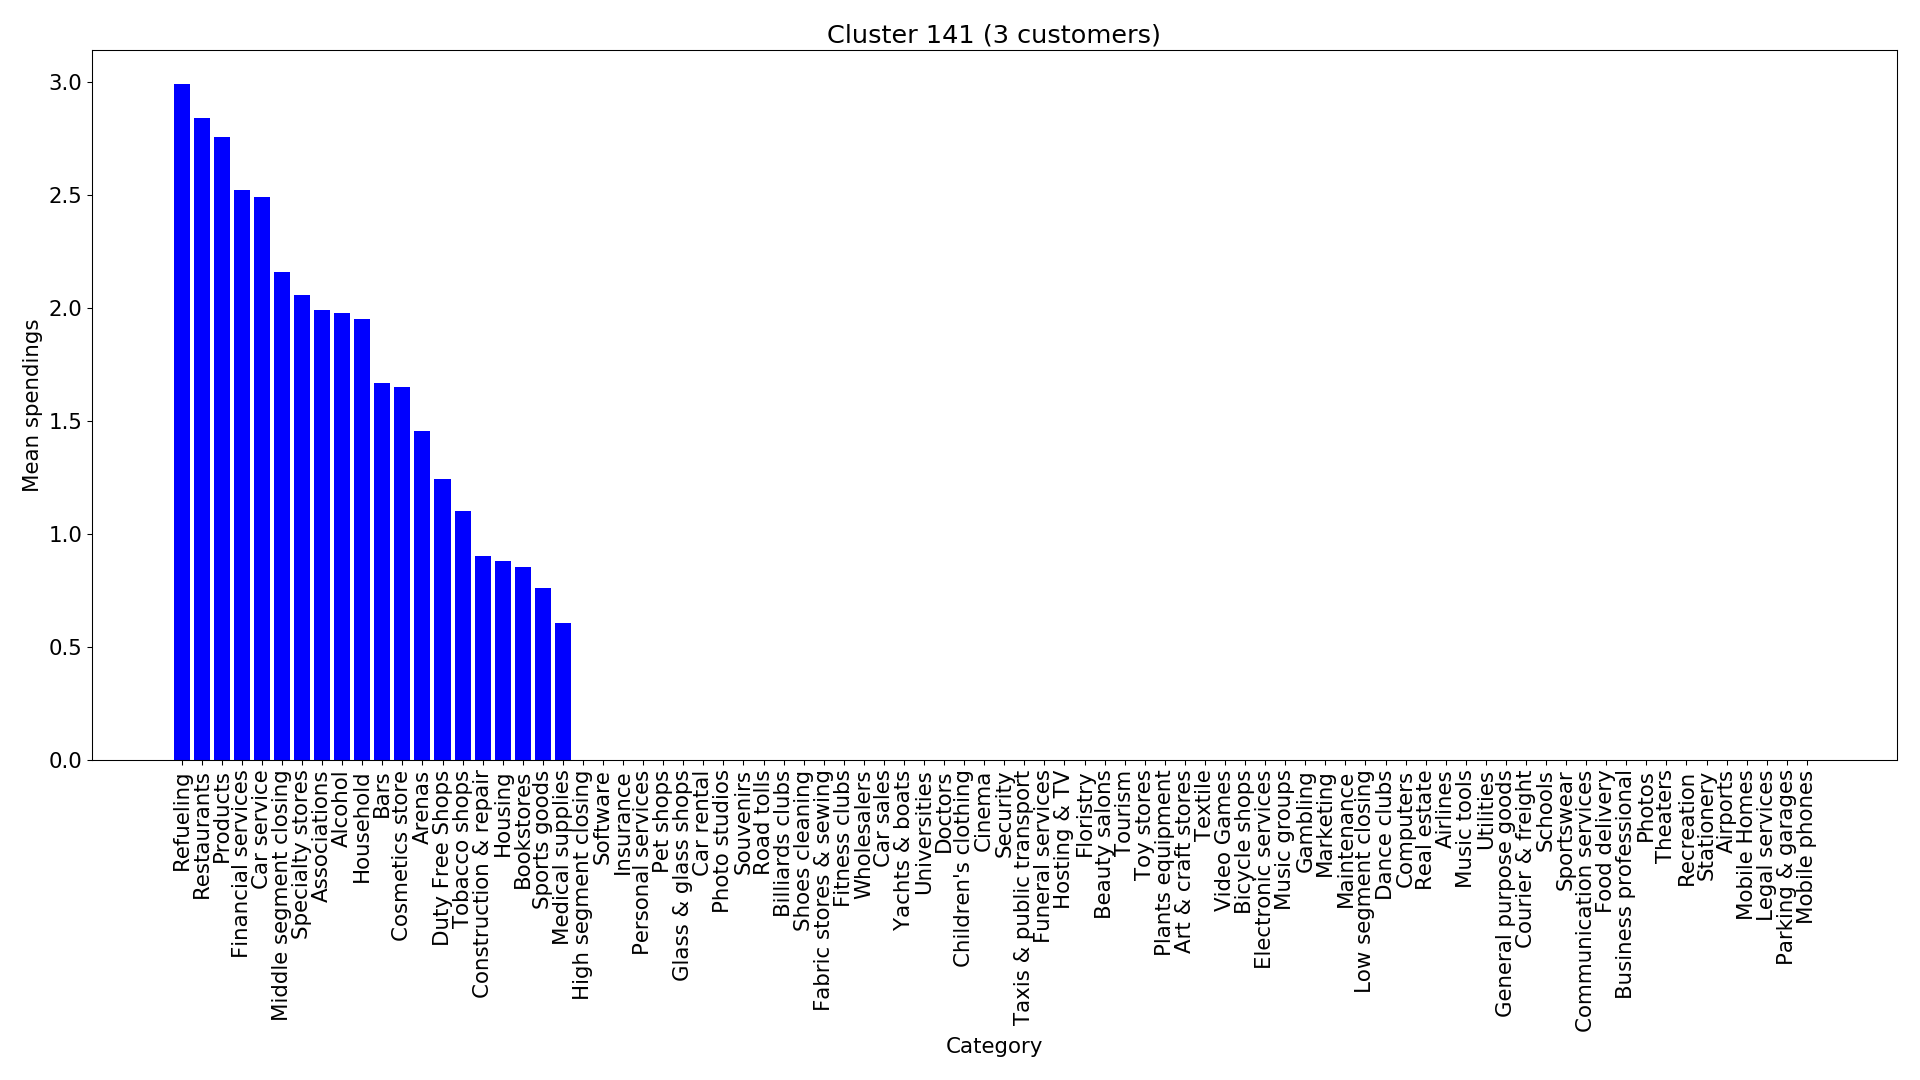 Cluster 141 (3 customers)
Mean spendings
3.0
2.5
2.0
1.5
1.0
0.5
0.0
Refueling
Restaurants
Products
Financial services
Car service
Middle segment closing
Specialty stores
Associations
Alcohol
Household
Bars
Cosmetics store
Arenas
Duty Free Shops
Tobacco shops
Construction & repair
Housing
Bookstores
Sports goods
Medical supplies
High segment closing
Software
Insurance
Personal services
Pet shops
Glass & glass shops
Car rental
Photo studios
Souvenirs
Road tolls
Billiards clubs
Shoes cleaning
Fabric stores & sewing
Fitness clubs
Wholesalers
Car sales
Yachts & boats
Universities
Doctors
Children's clothing
Cinema
Security
Taxis & public transport
Funeral services
Hosting & TV
Floristry
Beauty salons
Tourism
Toy stores
Plants equipment
Art & craft stores
Textile
Video Games
Bicycle shops
Electronic services
Music groups
Gambling
Marketing
Maintenance
Low segment closing
Dance clubs
Computers
Real estate
Airlines
Music tools
Utilities
General purpose goods
Courier & freight
Schools
Sportswear
Communication services
Food delivery
Business professional
Photos
Theaters
Recreation
Stationery
Airports
Mobile Homes
Legal services
Parking & garages
Mobile phones
Category